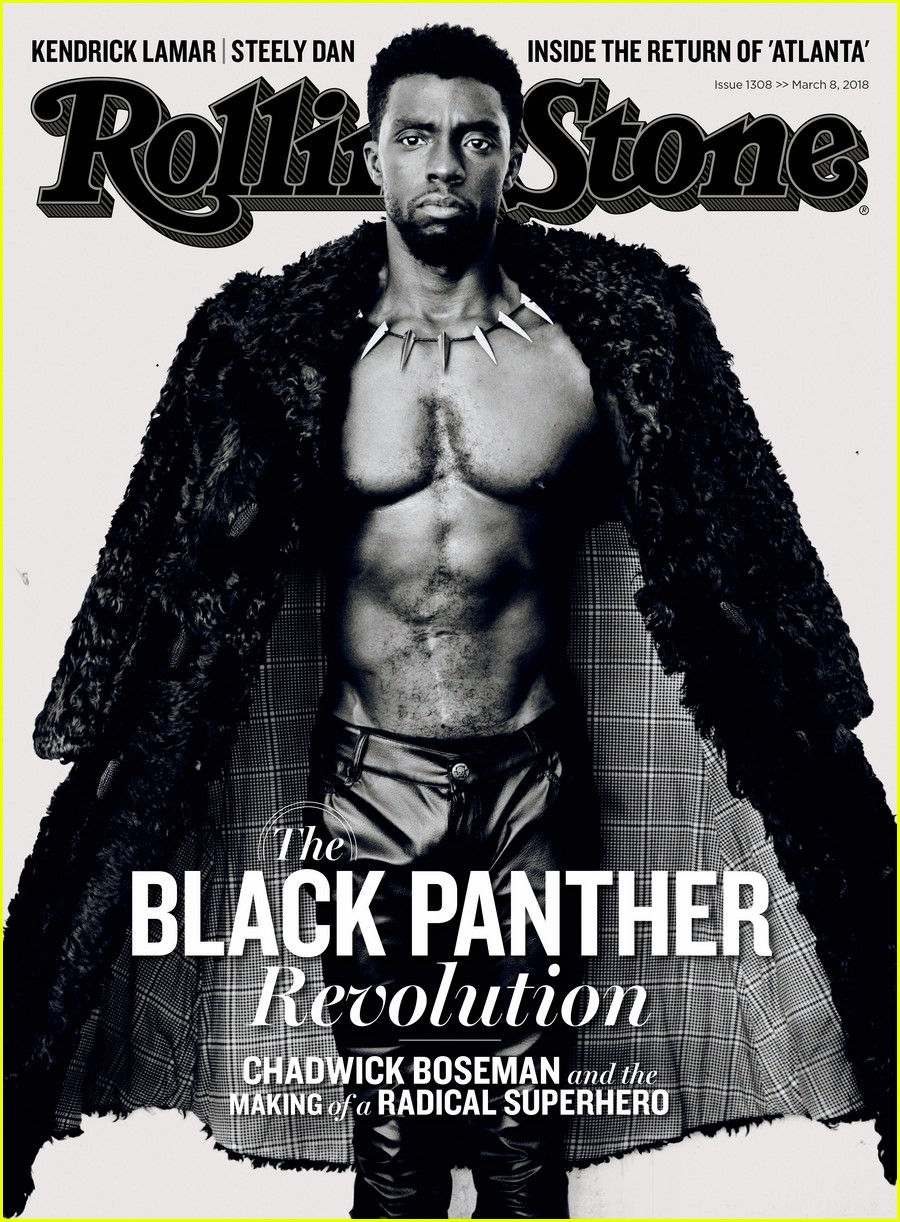 KENDRICK LAMAR | STEELY DAN
INSIDE THE RETURN OF 'ATLANTA'
Issue 1308 >> March 8, 2018
Rolling Stone
®
The
BLACK PANTHER
Revolution
CHADWICK BOSEMAN and the
MAKING of a RADICAL SUPERHERO